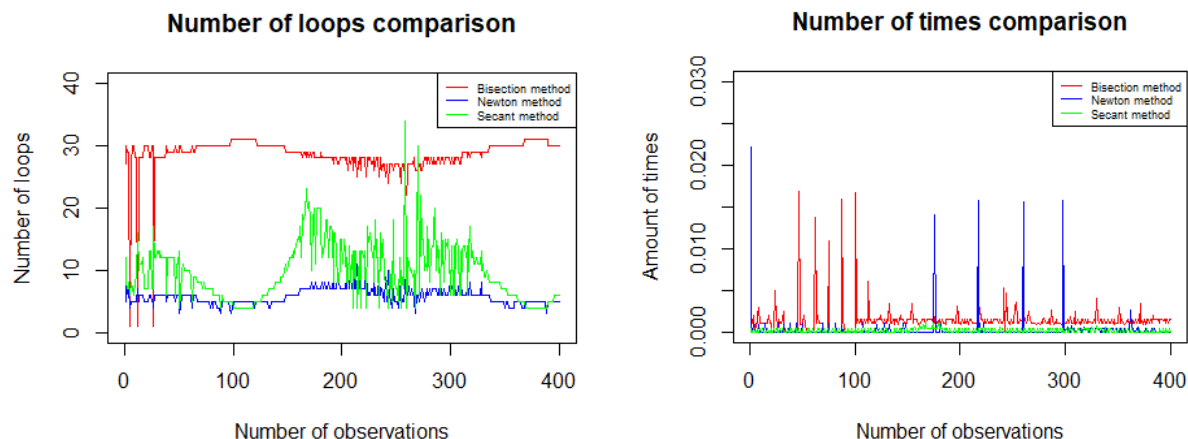 Number of loops comparison
Number of loops
40
30
20
10
0
Bisection method
Newton method
Secant method
0 100 200 300 400
Number of observations
Number of times comparison
Amount of times
0.030
0.020
0.010
0.000
Bisection method
Newton method
Secant method
0 100 200 300 400
Number of observations